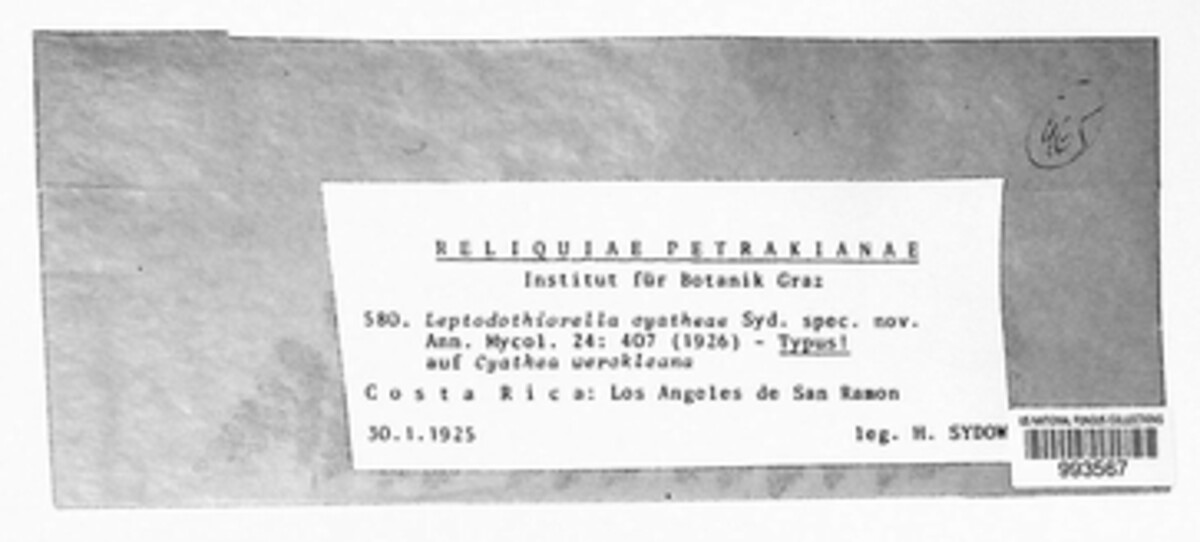 RELIQUIAE PETRAKIANAE
Institut für Botanik Graz
580. Leptodothiorella cyatheae Syd. spec. nov.
Ann. Mycol. 24: 407 (1926) - Typus!
auf Cyathea werckleana
Costa Rica: Los Angeles de San Ramon
30.1.1925 leg. H. SYDOW
US NATIONAL FUNGUS COLLECTIONS
993567